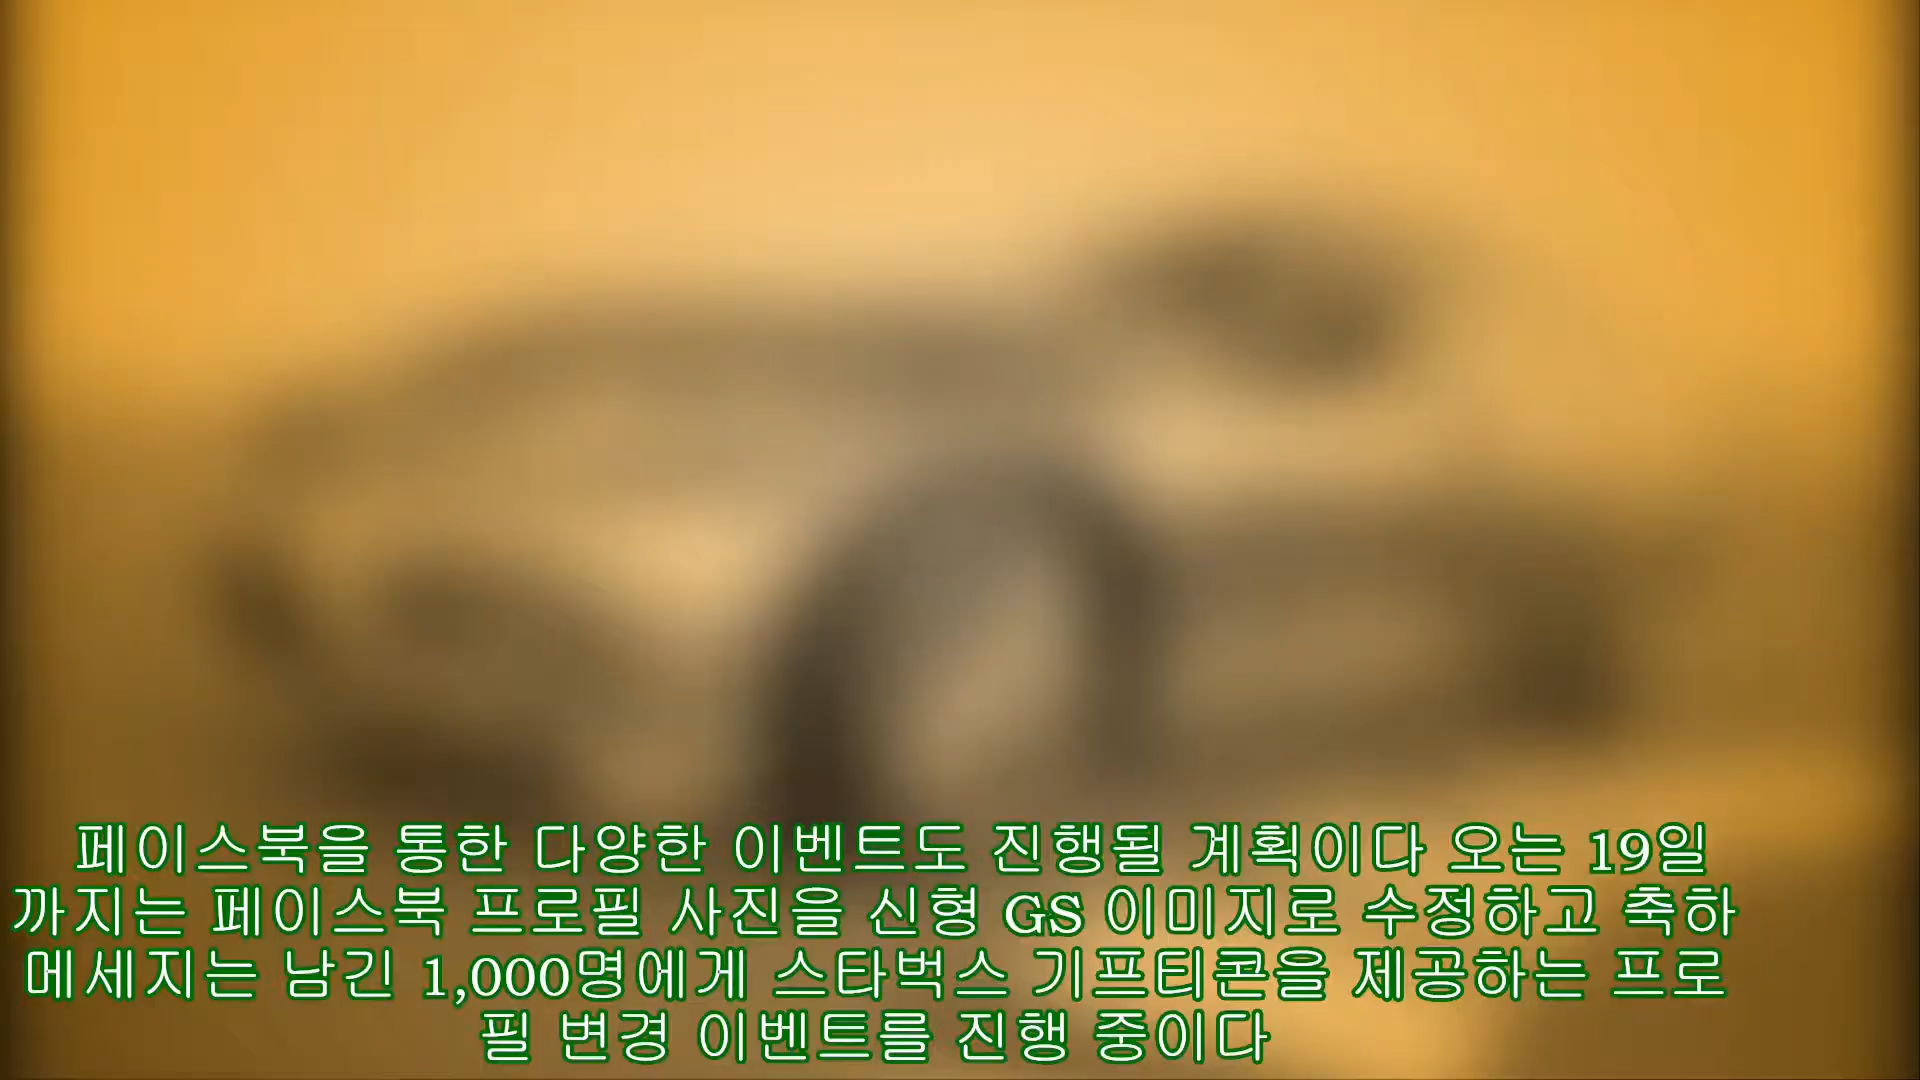 페이스북을 통한 다양한 이벤트도 진행될 계획이다 오는 19일
까지는 페이스북 프로필 사진을 신형 GS 이미지로 수정하고 축하
메세지는 남긴 1,000명에게 스타벅스 기프티콘을 제공하는 프로
필 변경 이벤트를 진행 중이다